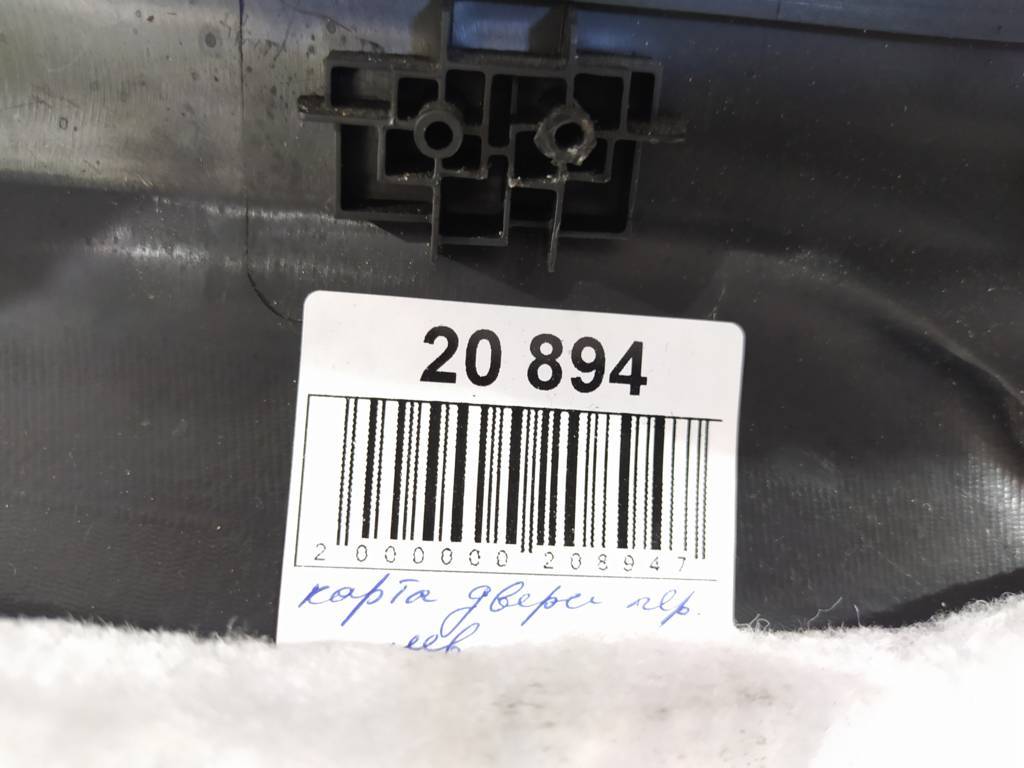 20 894
2 000000 208947
карта двери пер.
лев